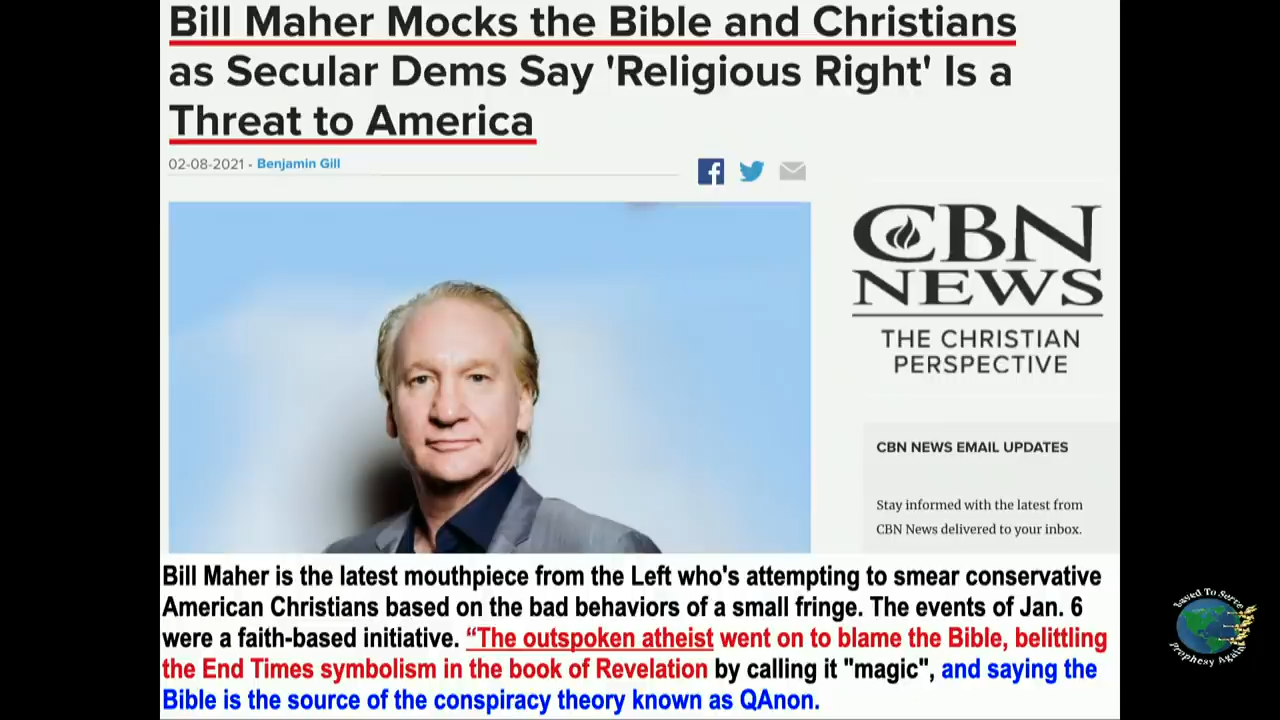 Bill Maher Mocks the Bible and Christians
as Secular Dems Say 'Religious Right' Is a
Threat to America
02-08-2021 - Benjamin Gill
CBN
NEWS
THE CHRISTIAN
PERSPECTIVE
CBN NEWS EMAIL UPDATES
Stay informed with the latest from
CBN News delivered to your inbox.
Bill Maher is the latest mouthpiece from the Left who's attempting to smear conservative
American Christians based on the bad behaviors of a small fringe. The events of Jan. 6
were a faith-based initiative. “The outspoken atheist went on to blame the Bible, belittling
the End Times symbolism in the book of Revelation by calling it "magic", and saying the
Bible is the source of the conspiracy theory known as QAnon.
Saved To Serve
Prophesy Again